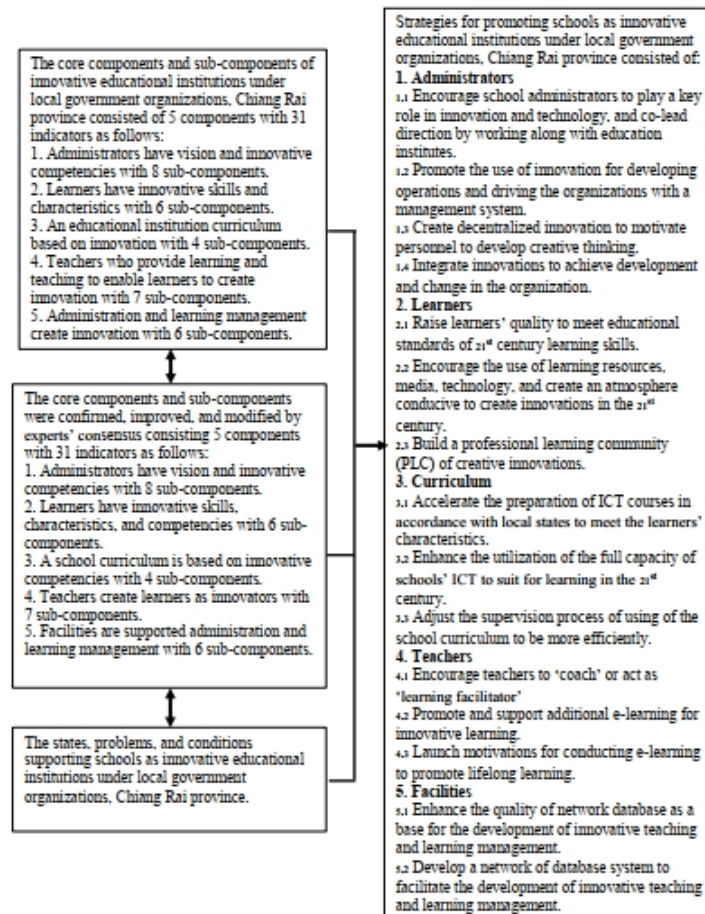 The core components and sub-components of
innovative educational institutions under
local government organizations, Chiang Rai
province consisted of 5 components with 31
indicators as follows:
1. Administrators have vision and innovative
competencies with 8 sub-components.
2. Learners have innovative skills and
characteristics with 6 sub-components.
3. An educational institution curriculum
based on innovation with 4 sub-components.
4. Teachers who provide learning and
teaching to enable learners to create
innovation with 7 sub-components.
5. Administration and learning management
create innovation with 6 sub-components.
The core components and sub-components
were confirmed, improved, and modified by
experts' consensus consisting 5 components
with 31 indicators as follows:
1. Administrators have vision and innovative
competencies with 8 sub-components.
2. Learners have innovative skills,
characteristics, and competencies with 6 sub-
components.
3. A school curriculum is based on innovative
competencies with 4 sub-components.
4. Teachers create learners as innovators with
7 sub-components.
5. Facilities are supported administration and
learning management with 6 sub-components.
The states, problems, and conditions
supporting schools as innovative educational
institutions under local government
organizations, Chiang Rai province.
Strategies for promoting schools as innovative
educational institutions under local government
organizations, Chiang Rai province consisted of:
1. Administrators
1.1 Encourage school administrators to play a key
role in innovation and technology, and co-lead
direction by working along with education
institutes.
1.2 Promote the use of innovation for developing
operations and driving the organizations with a
management system.
1.3 Create decentralized innovation to motivate
personnel to develop creative thinking.
1.4 Integrate innovations to achieve development
and change in the organization.
2. Learners
2.1 Raise learners' quality to meet educational
standards of 21st century learning skills.
2.2 Encourage the use of learning resources,
media, technology, and create an atmosphere
conducive to create innovations in the 21st
century.
2.3 Build a professional learning community
(PLC) of creative innovations.
3. Curriculum
3.1 Accelerate the preparation of ICT courses in
accordance with local states to meet the learners'
characteristics.
3.2 Enhance the utilization of the full capacity of
schools' ICT to suit for learning in the 21st
century.
3.3 Adjust the supervision process of using of the
school curriculum to be more efficiently.
4. Teachers
4.1 Encourage teachers to 'coach' or act as
'learning facilitator'
4.2 Promote and support additional e-learning for
innovative learning.
4.3 Launch motivations for conducting e-learning
to promote lifelong learning.
5. Facilities
5.1 Enhance the quality of network database as a
base for the development of innovative teaching
and learning management.
5.2 Develop a network of database system to
facilitate the development of innovative teaching
and learning management.